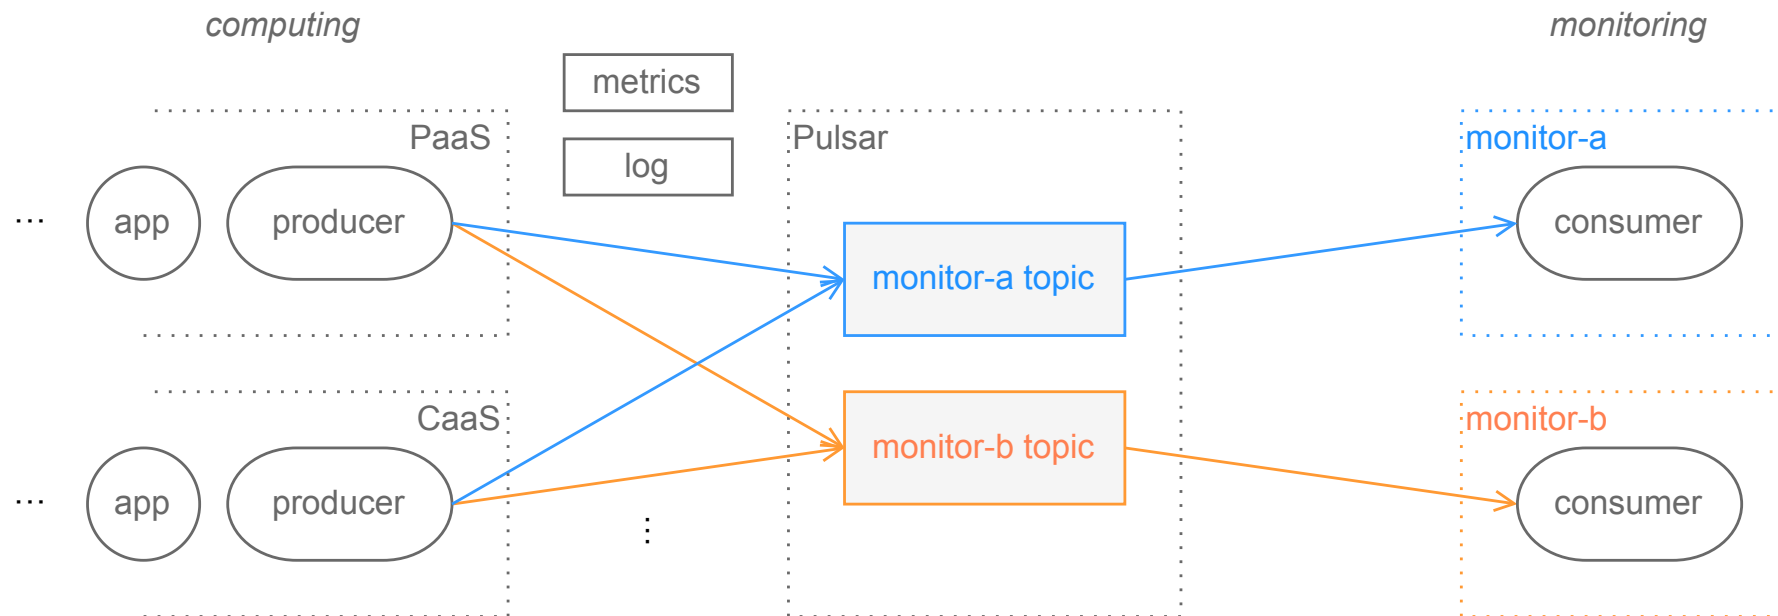 computing
monitoring
metrics
PaaS
log
Pulsar
monitor-a
...
app
producer
consumer
monitor-a topic
CaaS
monitor-b
monitor-b topic
...
app
producer
consumer
...